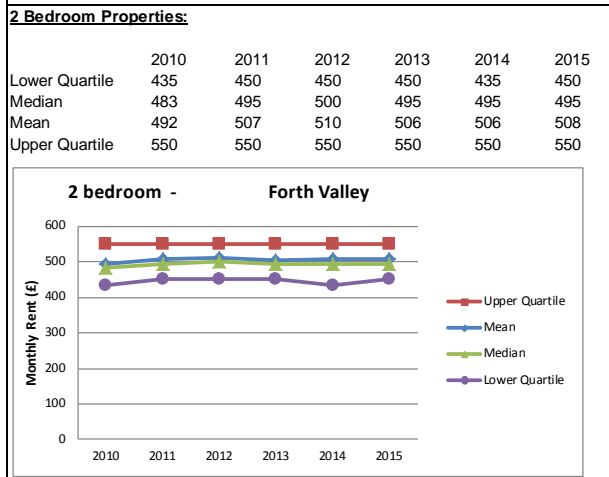 2 Bedroom Properties:
2010 2011 2012 2013 2014 2015
Lower Quartile 435 450 450 450 435 450
Median 483 495 500 495 495 495
Mean 492 507 510 506 506 508
Upper Quartile 550 550 550 550 550 550
2 bedroom - Forth Valley
Monthly Rent (£)
600
500
400
300
200
100
0
2010 2011 2012 2013 2014 2015
Upper Quartile
Mean
Median
Lower Quartile